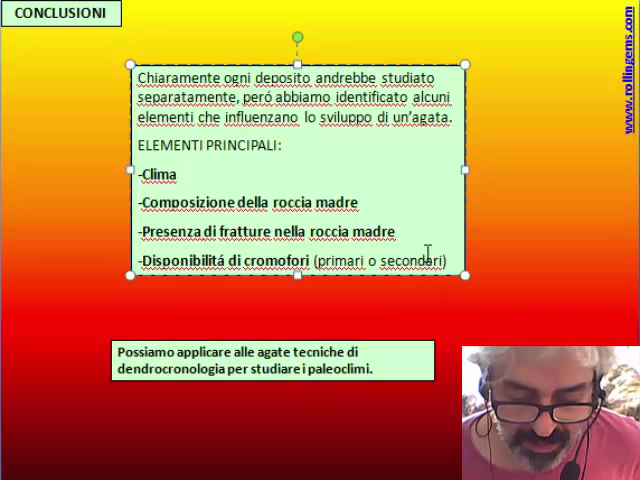 CONCLUSIONI
www.rollingems.com
Chiaramente ogni deposito andrebbe studiato
separatamente, peró abbiamo identificato alcuni
elementi che influenzano lo sviluppo di un'agata.
ELEMENTI PRINCIPALI:
-Clima
-Composizione della roccia madre
-Presenza di fratture nella roccia madre
-Disponibilitá di cromofori (primari o secondari)
Possiamo applicare alle agate tecniche di
dendrocronologia per studiare i paleoclimi.